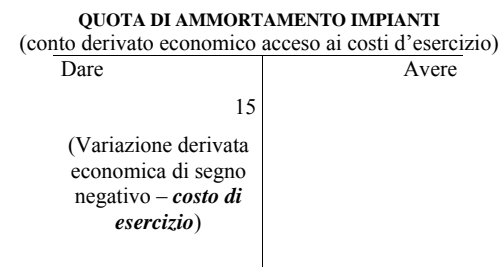 QUOTA DI AMMORTAMENTO IMPIANTI
(conto derivato economico acceso ai costi d’esercizio)
Dare Avere
15
(Variazione derivata
economica di segno
negativo – costo di
esercizio)